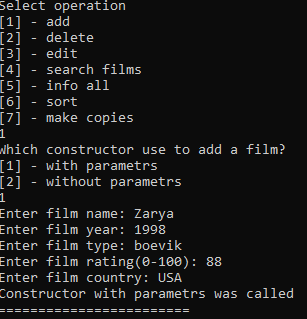 Select operation
[1] - add
[2] - delete
[3] - edit
[4] - search films
[5] - info all
[6] - sort
[7] - make copies
1
Which constructor use to add a film?
[1] - with parametrs
[2] - without parametrs
1
Enter film name: Zarya
Enter film year: 1998
Enter film type: boevik
Enter film rating(0-100): 88
Enter film country: USA
Constructor with parametrs was called
========================